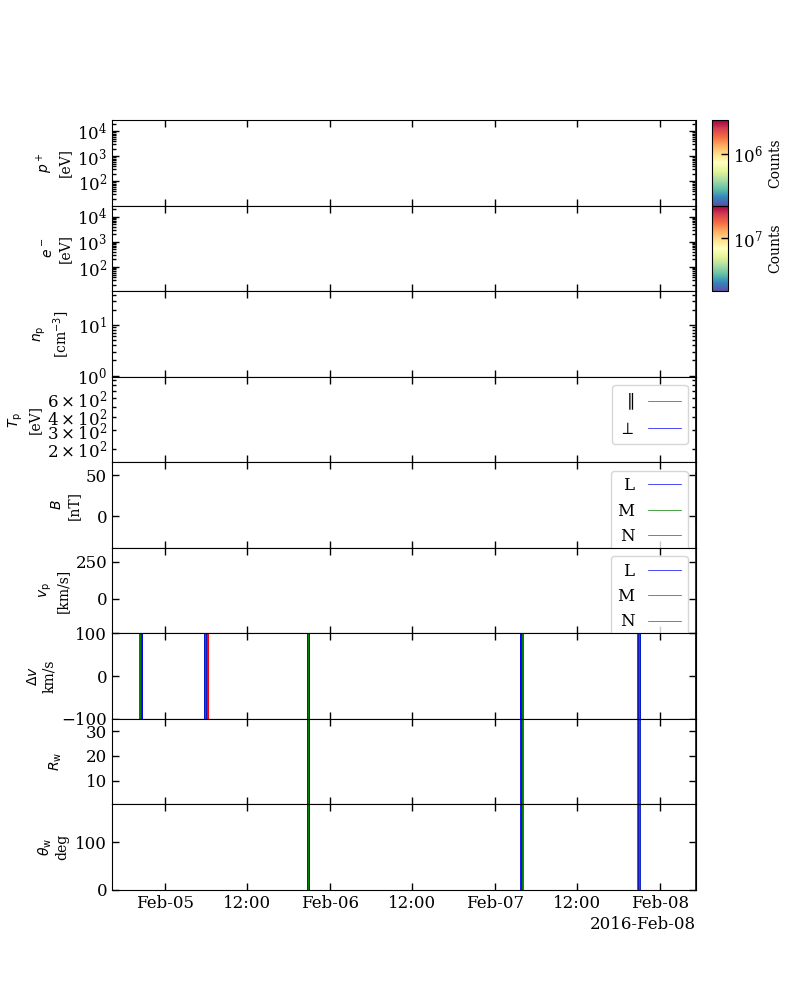 10⁴
10³
10²
p⁺
[eV]
10⁶
Counts
10⁴
10³
10²
e⁻
[eV]
10⁷
Counts
10¹
10⁰
nₚ
[cm⁻³]
6 × 10²
4 × 10²
3 × 10²
2 × 10²
Tₚ
[eV]
∥
⊥
50
0
B
[nT]
L
M
N
250
0
vₚ
[km/s]
L
M
N
100
0
−100
Δv
km/s
30
20
10
R_w
100
0
θ_w
deg
Feb-05 12:00 Feb-06 12:00 Feb-07 12:00 Feb-08
2016-Feb-08